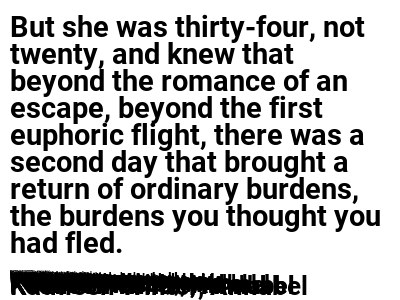 But she was thirty-four, not
twenty, and knew that
beyond the romance of an
escape, beyond the first
euphoric flight, there was a
second day that brought a
return of ordinary burdens,
the burdens you thought you
had fled.